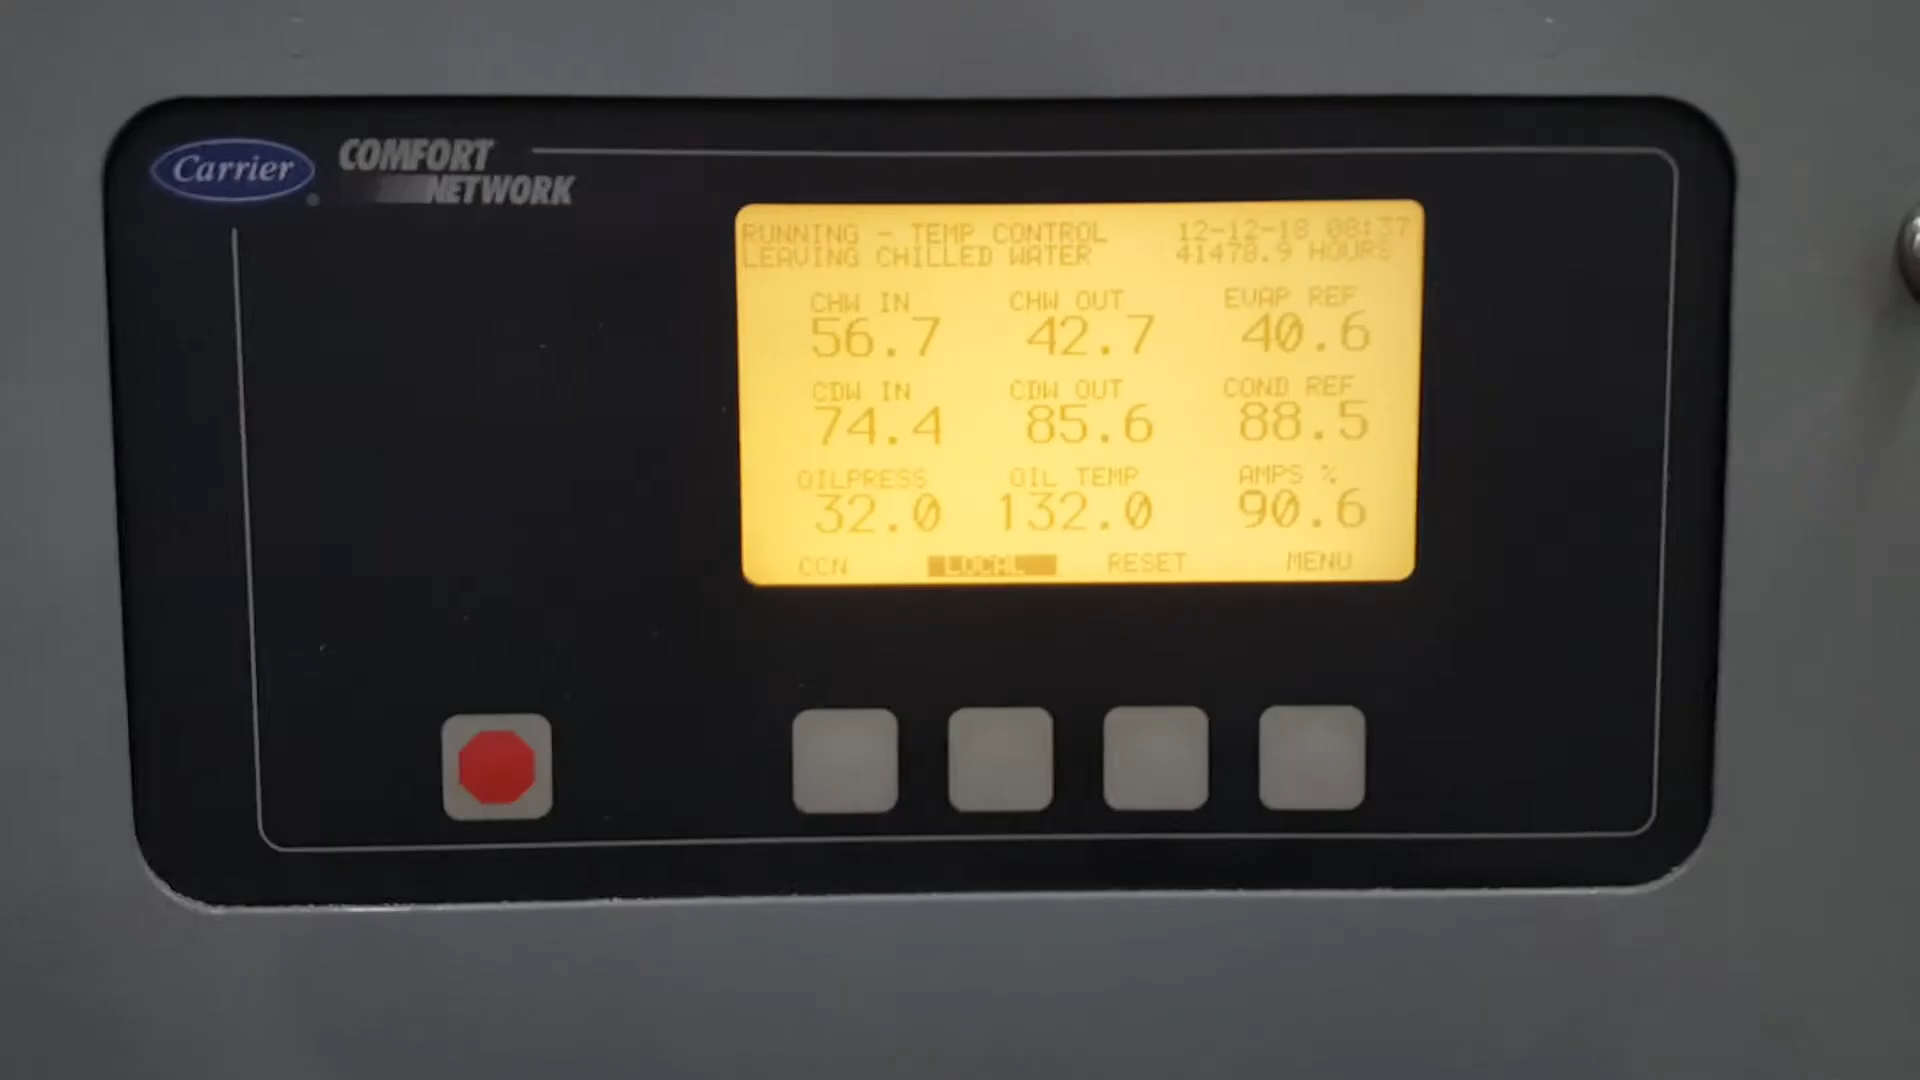 Carrier
COMFORT
NETWORK
RUNNING - TEMP CONTROL 12-12-18 08:37
LEAVING CHILLED WATER 41478.9 HOURS
CHW IN CHW OUT EVAP REF
56.7 42.7 40.6
CDW IN CDW OUT COND REF
74.4 85.6 88.5
OILPRESS OIL TEMP AMPS %
32.0 132.0 90.6
CCN LOCAL RESET MENU